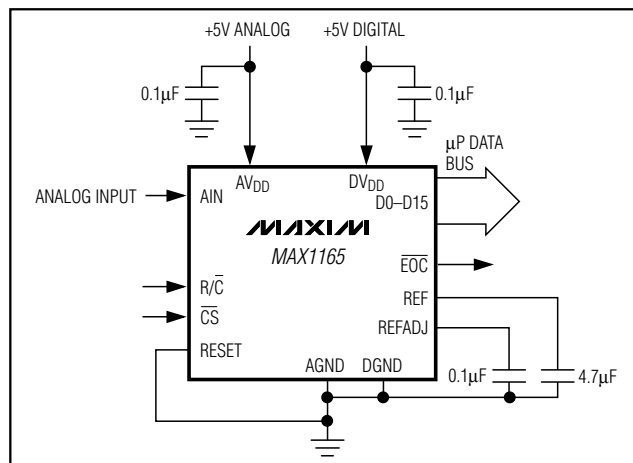 +5V ANALOG
+5V DIGITAL
0.1µF
0.1µF
µP DATA
BUS
ANALOG INPUT
AIN
AVDD
DVDD
D0–D15
MAXIM
MAX1165
EOC
R/C
REF
CS
REFADJ
RESET
AGND
DGND
0.1µF
4.7µF